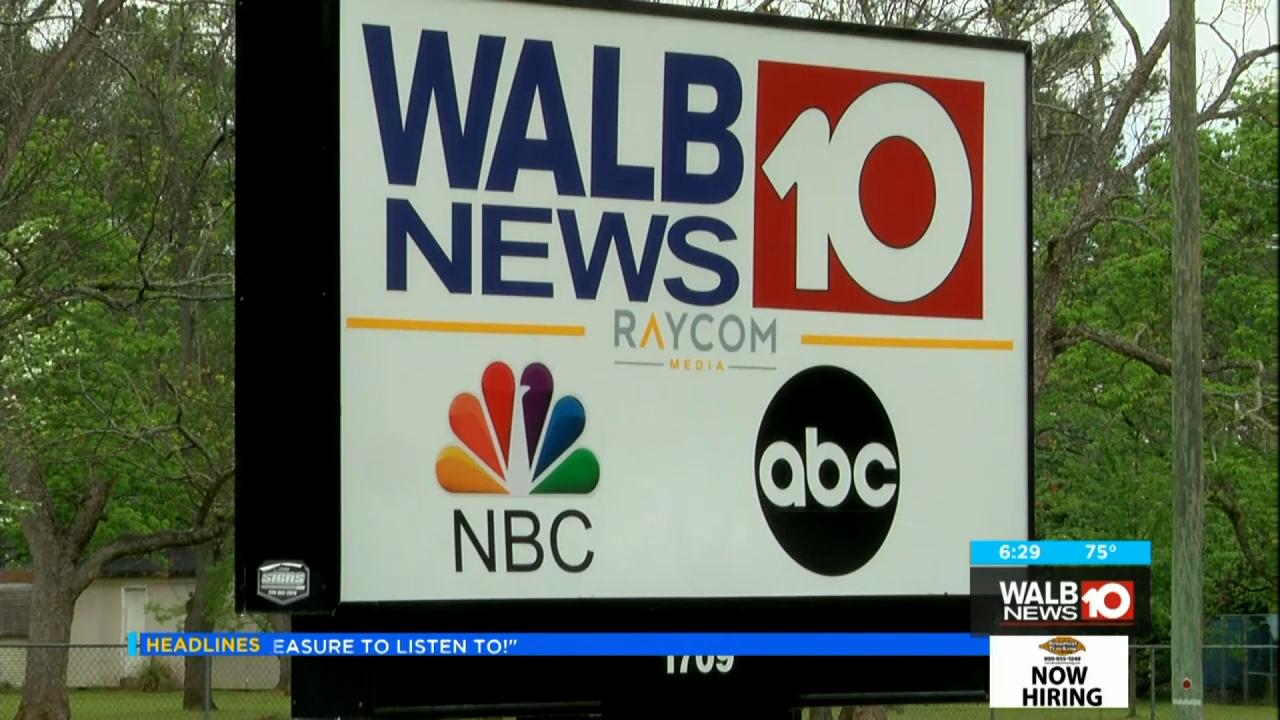 WALB
NEWS
10
RAYCOM
MEDIA
NBC
abc
SIGNS
6:29 75°
WALB
NEWS 10
HEADLINES EASURE TO LISTEN TO!"
1709
NOW
HIRING